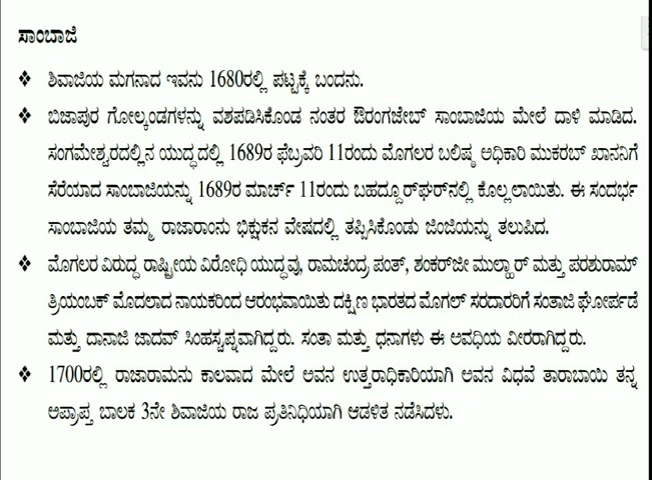 ಸಾಂಬಾಜಿ
❖ ಶಿವಾಜಿಯ ಮಗನಾದ ಇವನು 1680ರಲ್ಲಿ ಪಟ್ಟಕ್ಕೆ ಬಂದನು.
❖ ಬಿಜಾಪುರ ಗೋಲ್ಕಂಡಗಳನ್ನು ವಶಪಡಿಸಿಕೊಂಡ ನಂತರ ಔರಂಗಜೇಬ್ ಸಾಂಬಾಜಿಯ ಮೇಲೆ ದಾಳಿ ಮಾಡಿದ.
ಸಂಗಮೇಶ್ವರದಲ್ಲಿನ ಯುದ್ಧದಲ್ಲಿ 1689ರ ಫೆಬ್ರವರಿ 11ರಂದು ಮೊಗಲರ ಬಲಿಷ್ಠ ಅಧಿಕಾರಿ ಮುಕರಬ್ ಖಾನನಿಗೆ
ಸೆರೆಯಾದ ಸಾಂಬಾಜಿಯನ್ನು 1689ರ ಮಾರ್ಚ್ 11ರಂದು ಬಹದ್ದೂರ್‌ಘರ್‌ನಲ್ಲಿ ಕೊಲ್ಲಲಾಯಿತು. ಈ ಸಂದರ್ಭ
ಸಾಂಬಾಜಿಯ ತಮ್ಮ ರಾಜಾರಾಂನು ಭಿಕ್ಷುಕನ ವೇಷದಲ್ಲಿ ತಪ್ಪಿಸಿಕೊಂಡು ಜಿಂಜಿಯನ್ನು ತಲುಪಿದ.
❖ ಮೊಗಲರ ವಿರುದ್ಧ ರಾಷ್ಟ್ರೀಯ ವಿರೋಧಿ ಯುದ್ಧವು, ರಾಮಚಂದ್ರ ಪಂತ್, ಶಂಕರ್‌ಜೀ ಮುಲ್ಹಾರ್ ಮತ್ತು ಪರಶುರಾಮ್
ತ್ರಿಯಂಬಕ್ ಮೊದಲಾದ ನಾಯಕರಿಂದ ಆರಂಭವಾಯಿತು ದಕ್ಷಿಣ ಭಾರತದ ಮೊಗಲ್ ಸರದಾರರಿಗೆ ಸಂತಾಜಿ ಘೋರ್ಪಡೆ
ಮತ್ತು ದಾನಾಜಿ ಜಾದವ್ ಸಿಂಹಸ್ವಪ್ನವಾಗಿದ್ದರು. ಸಂತಾ ಮತ್ತು ಧನಾಗಳು ಈ ಅವಧಿಯ ವೀರರಾಗಿದ್ದರು.
❖ 1700ರಲ್ಲಿ ರಾಜಾರಾಮನು ಕಾಲವಾದ ಮೇಲೆ ಅವನ ಉತ್ತರಾಧಿಕಾರಿಯಾಗಿ ಅವನ ವಿಧವೆ ತಾರಾಬಾಯಿ ತನ್ನ
ಅಪ್ರಾಪ್ತ ಬಾಲಕ 3ನೇ ಶಿವಾಜಿಯ ರಾಜ ಪ್ರತಿನಿಧಿಯಾಗಿ ಆಡಳಿತ ನಡೆಸಿದಳು.